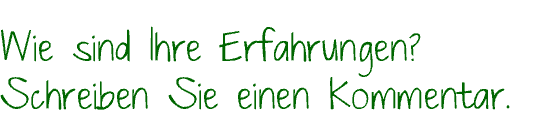 Wie sind Ihre Erfahrungen?
Schreiben Sie einen Kommentar.